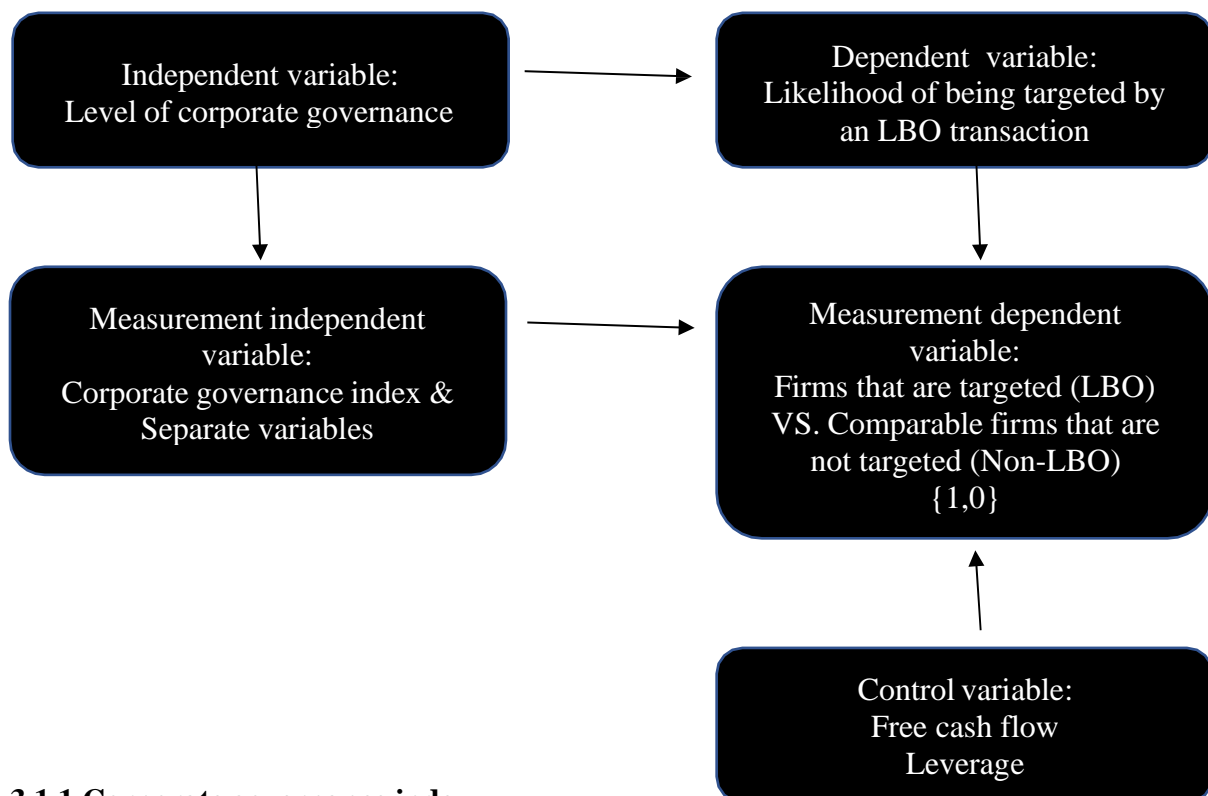 Independent variable:
Level of corporate governance
Dependent variable:
Likelihood of being targeted by
an LBO transaction
Measurement independent
variable:
Corporate governance index &
Separate variables
Measurement dependent
variable:
Firms that are targeted (LBO)
VS. Comparable firms that are
not targeted (Non-LBO)
{1,0}
Control variable:
Free cash flow
Leverage